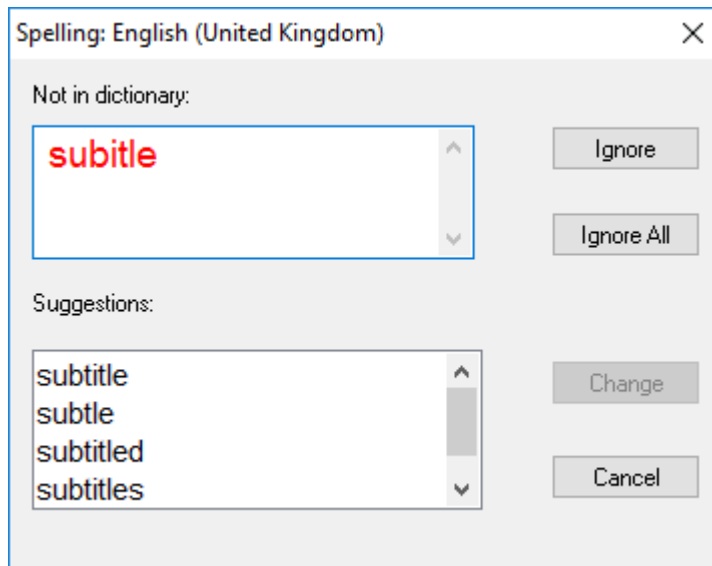 Spelling: English (United Kingdom)
Not in dictionary:
subitle
Ignore
Ignore All
Suggestions:
subtitle
subtle
subtitled
subtitles
Change
Cancel